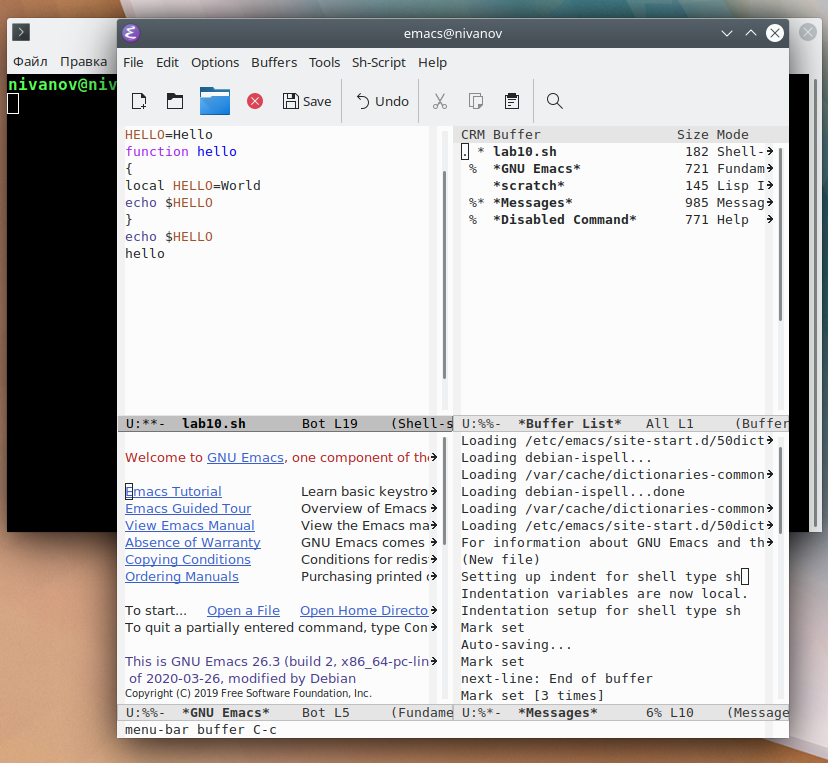 emacs@nivanov
Файл Правка
nivanov@niv
File Edit Options Buffers Tools Sh-Script Help
Save Undo
HELLO=Hello
function hello
{
local HELLO=World
echo $HELLO
}
echo $HELLO
hello
U:**- lab10.sh Bot L19 (Shell-s
CRM Buffer Size Mode
. * lab10.sh 182 Shell-
% *GNU Emacs* 721 Fundam
*scratch* 145 Lisp I
%* *Messages* 985 Messag
% *Disabled Command* 771 Help
U:%%- *Buffer List* All L1 (Buffer
Welcome to GNU Emacs, one component of the
Emacs Tutorial Learn basic keystro
Emacs Guided Tour Overview of Emacs
View Emacs Manual View the Emacs ma
Absence of Warranty GNU Emacs comes
Copying Conditions Conditions for redis
Ordering Manuals Purchasing printed c
To start... Open a File Open Home Directo
To quit a partially entered command, type Con
This is GNU Emacs 26.3 (build 2, x86_64-pc-lin
of 2020-03-26, modified by Debian
Copyright (C) 2019 Free Software Foundation, Inc.
U:%%- *GNU Emacs* Bot L5 (Fundame
Loading /etc/emacs/site-start.d/50dict
Loading debian-ispell...
Loading /var/cache/dictionaries-common
Loading debian-ispell...done
Loading /var/cache/dictionaries-common
Loading /etc/emacs/site-start.d/50dict
For information about GNU Emacs and th
(New file)
Setting up indent for shell type sh
Indentation variables are now local.
Indentation setup for shell type sh
Mark set
Auto-saving...
Mark set
next-line: End of buffer
Mark set [3 times]
U:%*- *Messages* 6% L10 (Message
menu-bar buffer C-c